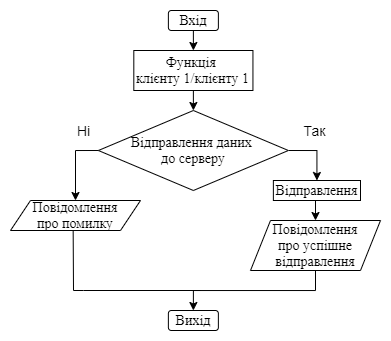 Вхід
Функція
клієнту 1/клієнту 1
Ні
Так
Відправлення даних
до серверу
Відправлення
Повідомлення
про помилку
Повідомлення
про успішне
відправлення
Вихід